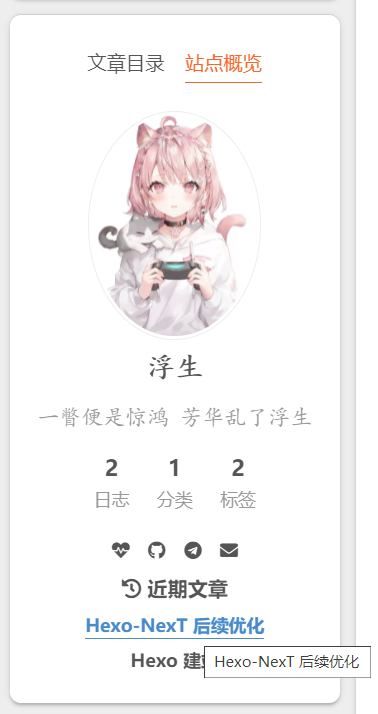 文章目录 站点概览
浮生
一瞥便是惊鸿 芳华乱了浮生
2 1 2
日志 分类 标签
近期文章
Hexo-NexT 后续优化
Hexo 建
Hexo-NexT 后续优化